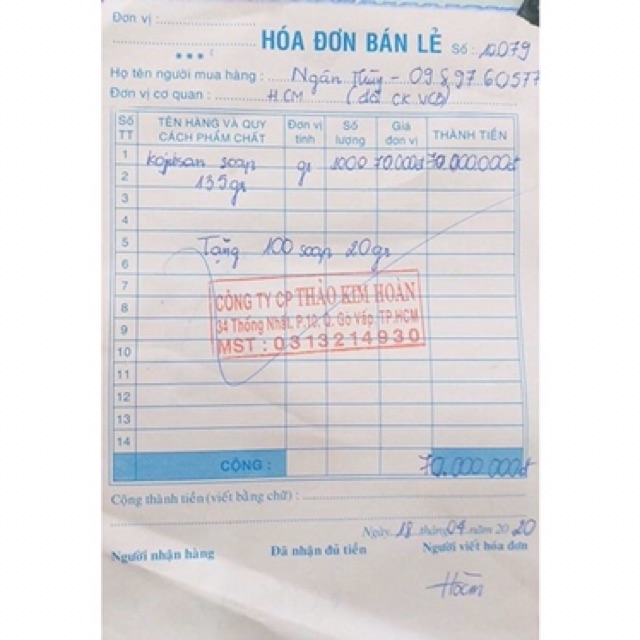 Đơn vị :
HÓA ĐƠN BÁN LẺ Số : 10079
Họ tên người mua hàng : Ngân Thùy - 0989760577
Đơn vị cơ quan : HCM (đã CK VCB)
Số TT TÊN HÀNG VÀ QUY CÁCH PHẨM CHẤT Đơn vị tính Số lượng Giá đơn vị THÀNH TIỀN
1 kojisan soap gr 1000 70.000đ 70.000.000đ
2 135gr
3
4
5 Tặng 100 soap 20gr
6
7
8
9
10
11
12
13
14
CÔNG TY CP THẢO KIM HOÀN
34 Thống Nhất, P.10, Q. Gò Vấp, TP.HCM
MST : 0313214930
CỘNG : 70.000.000đ
Cộng thành tiền (viết bằng chữ) :
Ngày 18 tháng 04 năm 2020
Người nhận hàng Đã nhận đủ tiền Người viết hóa đơn